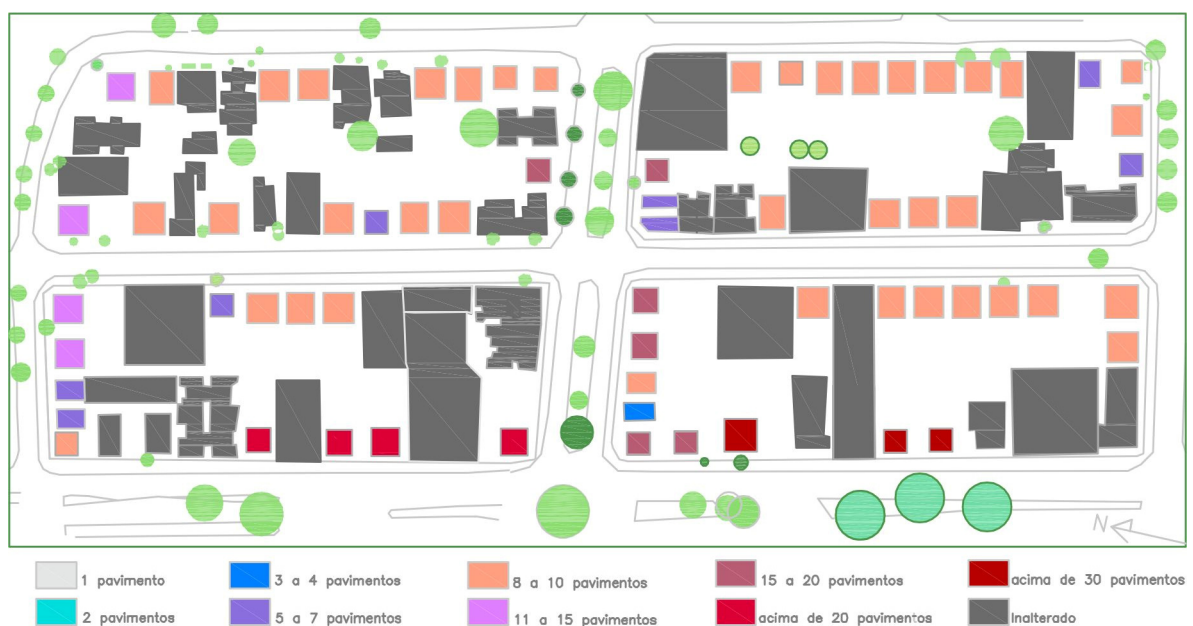 N
1 pavimento
3 a 4 pavimentos
8 a 10 pavimentos
15 a 20 pavimentos
acima de 30 pavimentos
2 pavimentos
5 a 7 pavimentos
11 a 15 pavimentos
acima de 20 pavimentos
Inalterado